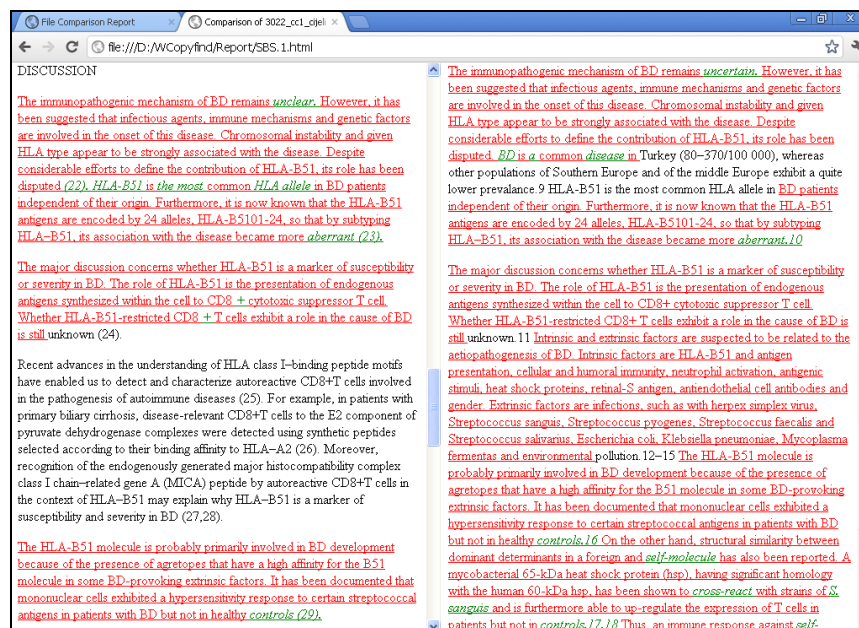 File Comparison Report
Comparison of 3022_cc1_cijeli
file:///D:/WCopyfind/Report/SBS.1.html
DISCUSSION
The immunopathogenic mechanism of BD remains unclear. However, it has
been suggested that infectious agents, immune mechanisms and genetic factors
are involved in the onset of this disease. Chromosomal instability and given
HLA type appear to be strongly associated with the disease. Despite
considerable efforts to define the contribution of HLA-B51, its role has been
disputed (22). HLA-B51 is the most common HLA allele in BD patients
independent of their origin. Furthermore, it is now known that the HLA-B51
antigens are encoded by 24 alleles, HLA-B5101-24, so that by subtyping
HLA–B51, its association with the disease became more aberrant (23).
The major discussion concerns whether HLA-B51 is a marker of susceptibility
or severity in BD. The role of HLA-B51 is the presentation of endogenous
antigens synthesized within the cell to CD8 + cytotoxic suppressor T cell.
Whether HLA-B51-restricted CD8 + T cells exhibit a role in the cause of BD
is still unknown (24).
Recent advances in the understanding of HLA class I–binding peptide motifs
have enabled us to detect and characterize autoreactive CD8+T cells involved
in the pathogenesis of autoimmune diseases (25). For example, in patients with
primary biliary cirrhosis, disease-relevant CD8+T cells to the E2 component of
pyruvate dehydrogenase complexes were detected using synthetic peptides
selected according to their binding affinity to HLA–A2 (26). Moreover,
recognition of the endogenously generated major histocompatibility complex
class I chain–related gene A (MICA) peptide by autoreactive CD8+T cells in
the context of HLA–B51 may explain why HLA–B51 is a marker of
susceptibility and severity in BD (27,28).
The HLA-B51 molecule is probably primarily involved in BD development
because of the presence of agretopes that have a high affinity for the B51
molecule in some BD-provoking extrinsic factors. It has been documented that
mononuclear cells exhibited a hypersensitivity response to certain streptococcal
antigens in patients with BD but not in healthy controls (29).
The immunopathogenic mechanism of BD remains uncertain. However, it has
been suggested that infectious agents, immune mechanisms and genetic factors
are involved in the onset of this disease. Chromosomal instability and given
HLA type appear to be strongly associated with the disease. Despite
considerable efforts to define the contribution of HLA-B51, its role has been
disputed. BD is a common disease in Turkey (80–370/100 000), whereas
other populations of Southern Europe and of the middle Europe exhibit a quite
lower prevalance.9 HLA-B51 is the most common HLA allele in BD patients
independent of their origin. Furthermore, it is now known that the HLA-B51
antigens are encoded by 24 alleles, HLA-B5101-24, so that by subtyping
HLA–B51, its association with the disease became more aberrant.10
The major discussion concerns whether HLA-B51 is a marker of susceptibility
or severity in BD. The role of HLA-B51 is the presentation of endogenous
antigens synthesized within the cell to CD8+ cytotoxic suppressor T cell.
Whether HLA-B51-restricted CD8+ T cells exhibit a role in the cause of BD is
still unknown.11 Intrinsic and extrinsic factors are suspected to be related to the
aetiopathogenesis of BD. Intrinsic factors are HLA-B51 and antigen
presentation, cellular and humoral immunity, neutrophil activation, antigenic
stimuli, heat shock proteins, retinal-S antigen, antiendothelial cell antibodies and
gender. Extrinsic factors are infections, such as with herpex simplex virus,
Streptococcus sanguis, Streptococcus pyogenes, Streptococcus faecalis and
Streptococcus salivarius, Escherichia coli, Klebsiella pneumoniae, Mycoplasma
fermentas and environmental pollution.12–15 The HLA-B51 molecule is
probably primarily involved in BD development because of the presence of
agretopes that have a high affinity for the B51 molecule in some BD-provoking
extrinsic factors. It has been documented that mononuclear cells exhibited a
hypersensitivity response to certain streptococcal antigens in patients with BD
but not in healthy controls.16 On the other hand, structural similarity between
dominant determinants in a foreign and self-molecule has also been reported. A
mycobacterial 65-kDa heat shock protein (hsp), having significant homology
with the human 60-kDa hsp, has been shown to cross-react with strains of S.
sanguis and is furthermore able to up-regulate the expression of T cells in
patients but not in controls.17,18 Thus, an immune response against self-